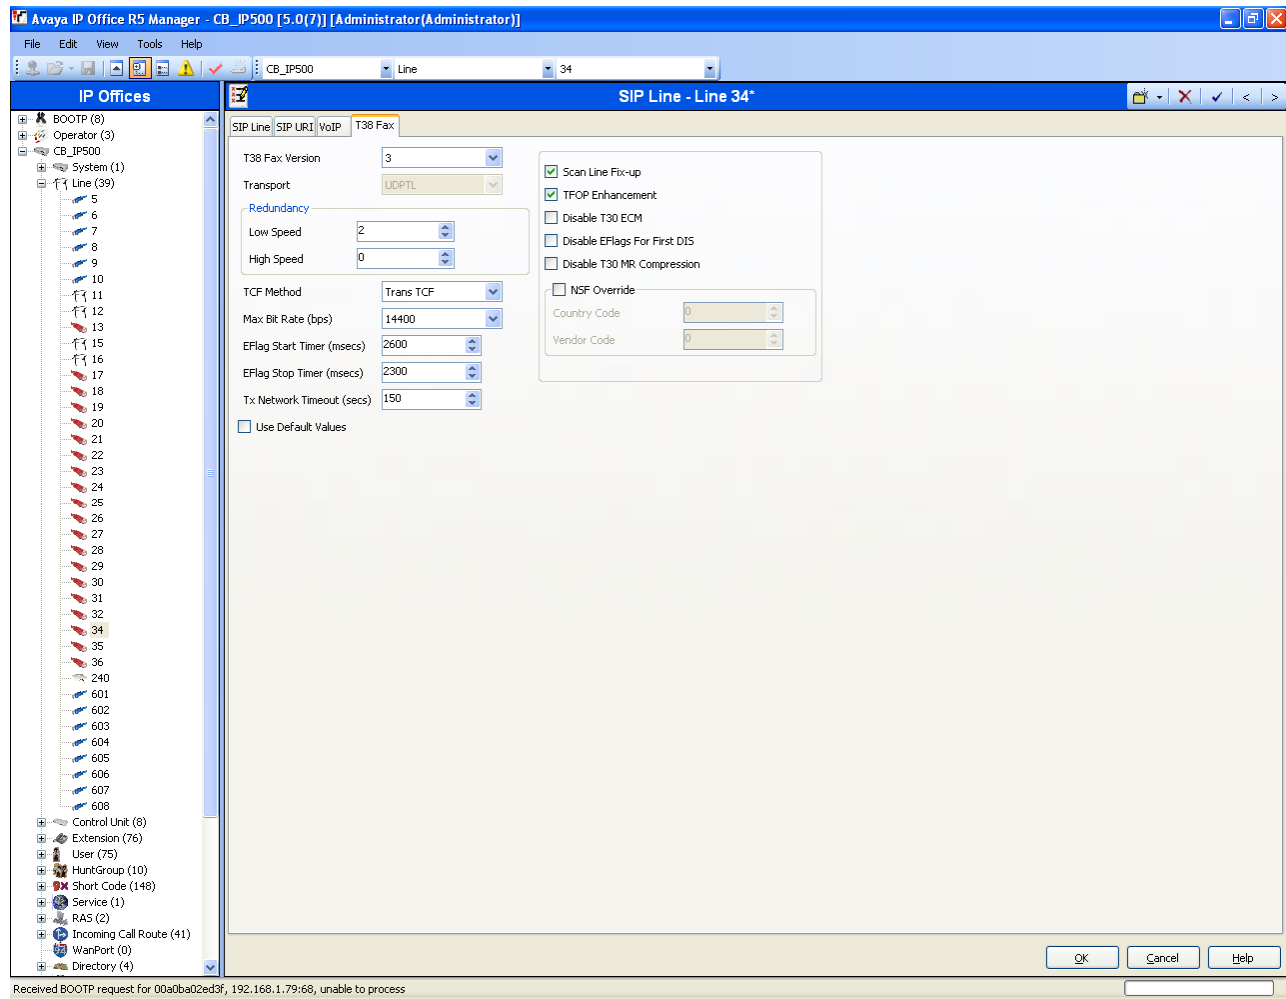 Avaya IP Office R5 Manager - CB_IP500 [5.0(7)] [Administrator(Administrator)]
File Edit View Tools Help
CB_IP500 Line 34
IP Offices
BOOTP (8)
Operator (3)
CB_IP500
System (1)
Line (39)
5
6
7
8
9
10
11
12
13
15
16
17
18
19
20
21
22
23
24
25
26
27
28
29
30
31
32
34
35
36
240
601
602
603
604
605
606
607
608
Control Unit (8)
Extension (76)
User (75)
HuntGroup (10)
Short Code (148)
Service (1)
RAS (2)
Incoming Call Route (41)
WanPort (0)
Directory (4)
SIP Line - Line 34*
SIP Line SIP URI VoIP T38 Fax
T38 Fax Version 3
Transport UDPTL
Redundancy
Low Speed 2
High Speed 0
TCF Method Trans TCF
Max Bit Rate (bps) 14400
EFlag Start Timer (msecs) 2600
EFlag Stop Timer (msecs) 2300
Tx Network Timeout (secs) 150
Use Default Values
Scan Line Fix-up
TFOP Enhancement
Disable T30 ECM
Disable EFlags For First DIS
Disable T30 MR Compression
NSF Override
Country Code 0
Vendor Code 0
OK Cancel Help
Received BOOTP request for 00a0ba02ed3f, 192.168.1.79:68, unable to process